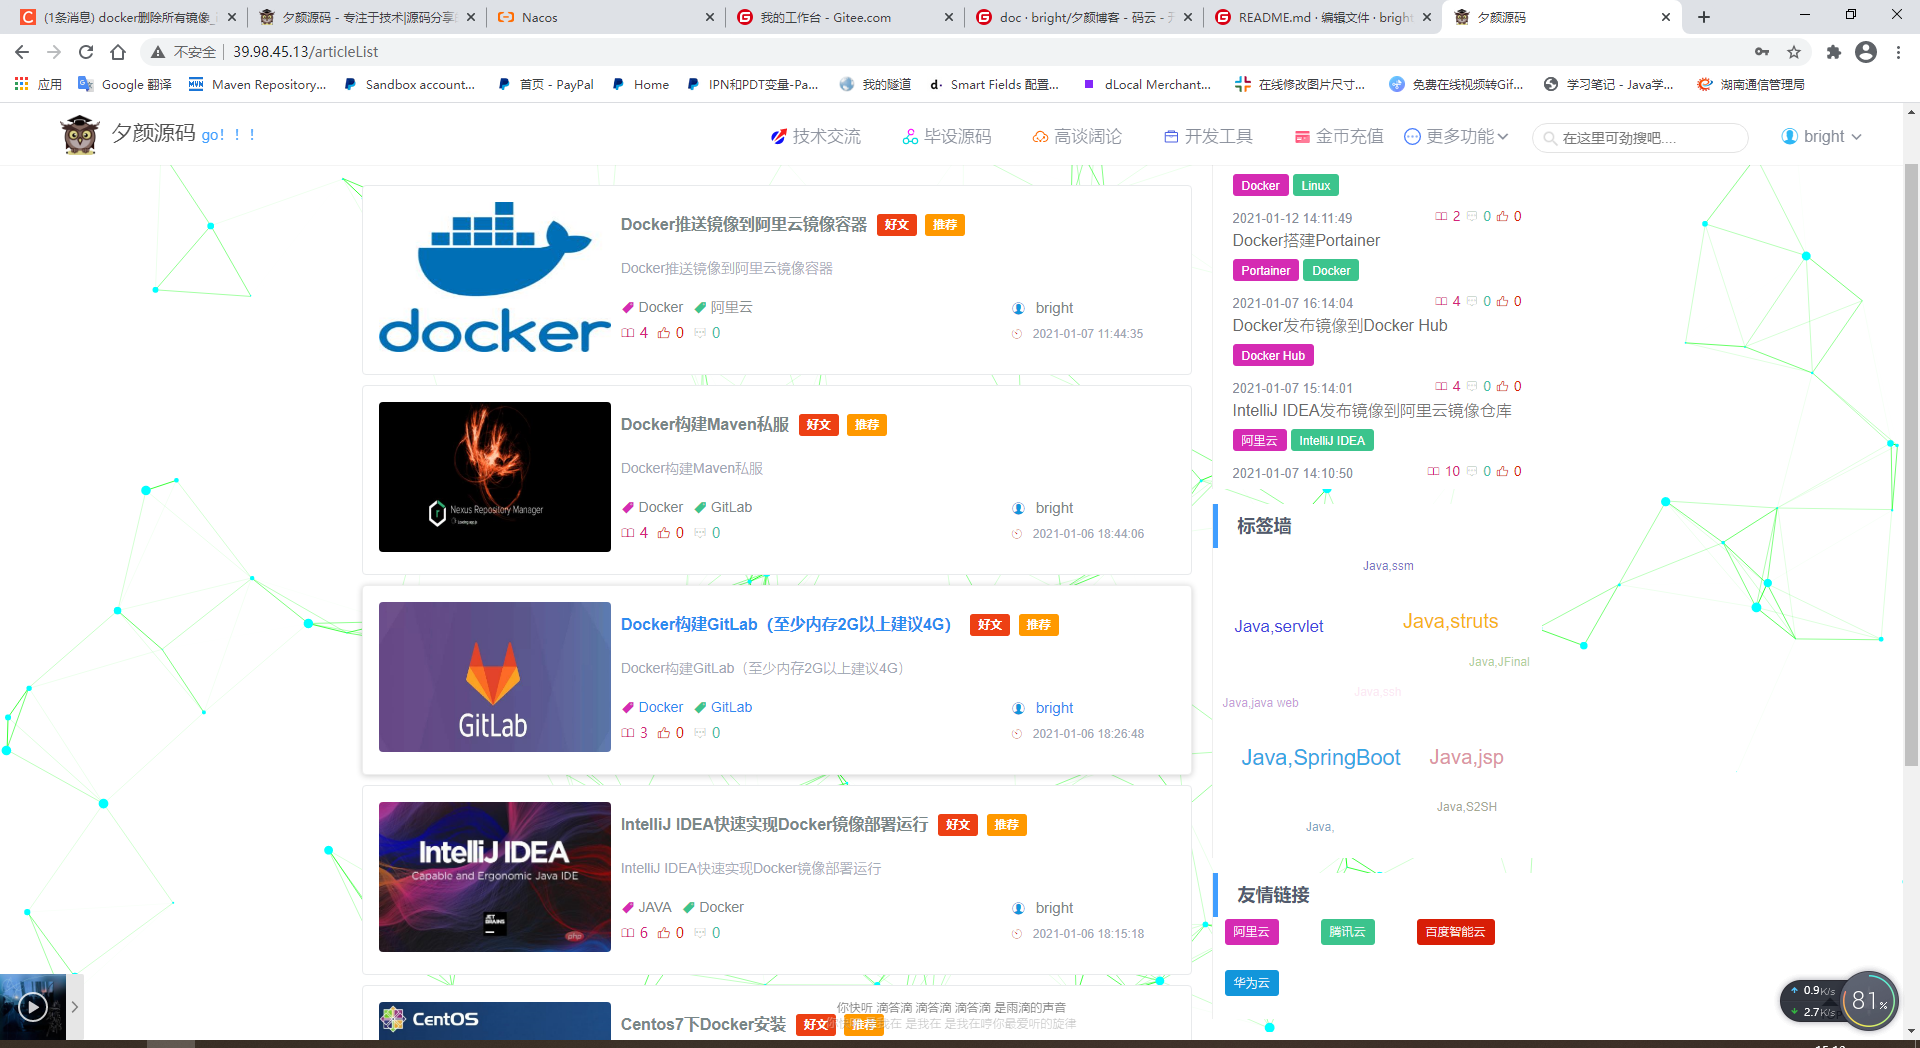 (1条消息) docker删除所有镜像_
夕颜源码 - 专注于技术|源码分享
Nacos
我的工作台 - Gitee.com
doc · bright/夕颜博客 - 码云 - 
README.md · 编辑文件 · bright
夕颜源码
不安全 39.98.45.13/articleList
应用
Google 翻译
Maven Repository...
Sandbox account...
首页 - PayPal
Home
IPN和PDT变量-Pa...
我的隧道
Smart Fields 配置...
dLocal Merchant...
在线修改图片尺寸...
免费在线视频转Gif...
学习笔记 - Java学...
湖南通信管理局
夕颜源码 go！！！
技术交流
毕设源码
高谈阔论
开发工具
金币充值
更多功能
在这里可劲搜吧....
bright
Docker推送镜像到阿里云镜像容器 好文 推荐
Docker推送镜像到阿里云镜像容器
Docker 阿里云 bright
4 0 0 2021-01-07 11:44:35
docker
Docker构建Maven私服 好文 推荐
Docker构建Maven私服
Nexus Repository Manager
Loading app.js
Docker GitLab bright
4 0 0 2021-01-06 18:44:06
Docker构建GitLab（至少内存2G以上建议4G） 好文 推荐
Docker构建GitLab（至少内存2G以上建议4G）
GitLab
Docker GitLab bright
3 0 0 2021-01-06 18:26:48
IntelliJ IDEA快速实现Docker镜像部署运行 好文 推荐
IntelliJ IDEA快速实现Docker镜像部署运行
IntelliJ IDEA
Capable and Ergonomic Java IDE
JET BRAINS
php
JAVA Docker bright
6 0 0 2021-01-06 18:15:18
CentOS
Centos7下Docker安装 好文 推荐
你快听 滴答滴 滴答滴 滴答滴 是雨滴的声音
是我在 是我在哼你最爱听的旋律
Docker Linux
2021-01-12 14:11:49 2 0 0
Docker搭建Portainer
Portainer Docker
2021-01-07 16:14:04 4 0 0
Docker发布镜像到Docker Hub
Docker Hub
2021-01-07 15:14:01 4 0 0
IntelliJ IDEA发布镜像到阿里云镜像仓库
阿里云 IntelliJ IDEA
2021-01-07 14:10:50 10 0 0
标签墙
Java,ssm
Java,servlet
Java,struts
Java,JFinal
Java,ssh
Java,java web
Java,SpringBoot
Java,jsp
Java,S2SH
Java,
友情链接
阿里云 腾讯云 百度智能云
华为云
0.9K/s
2.7K/s
81%